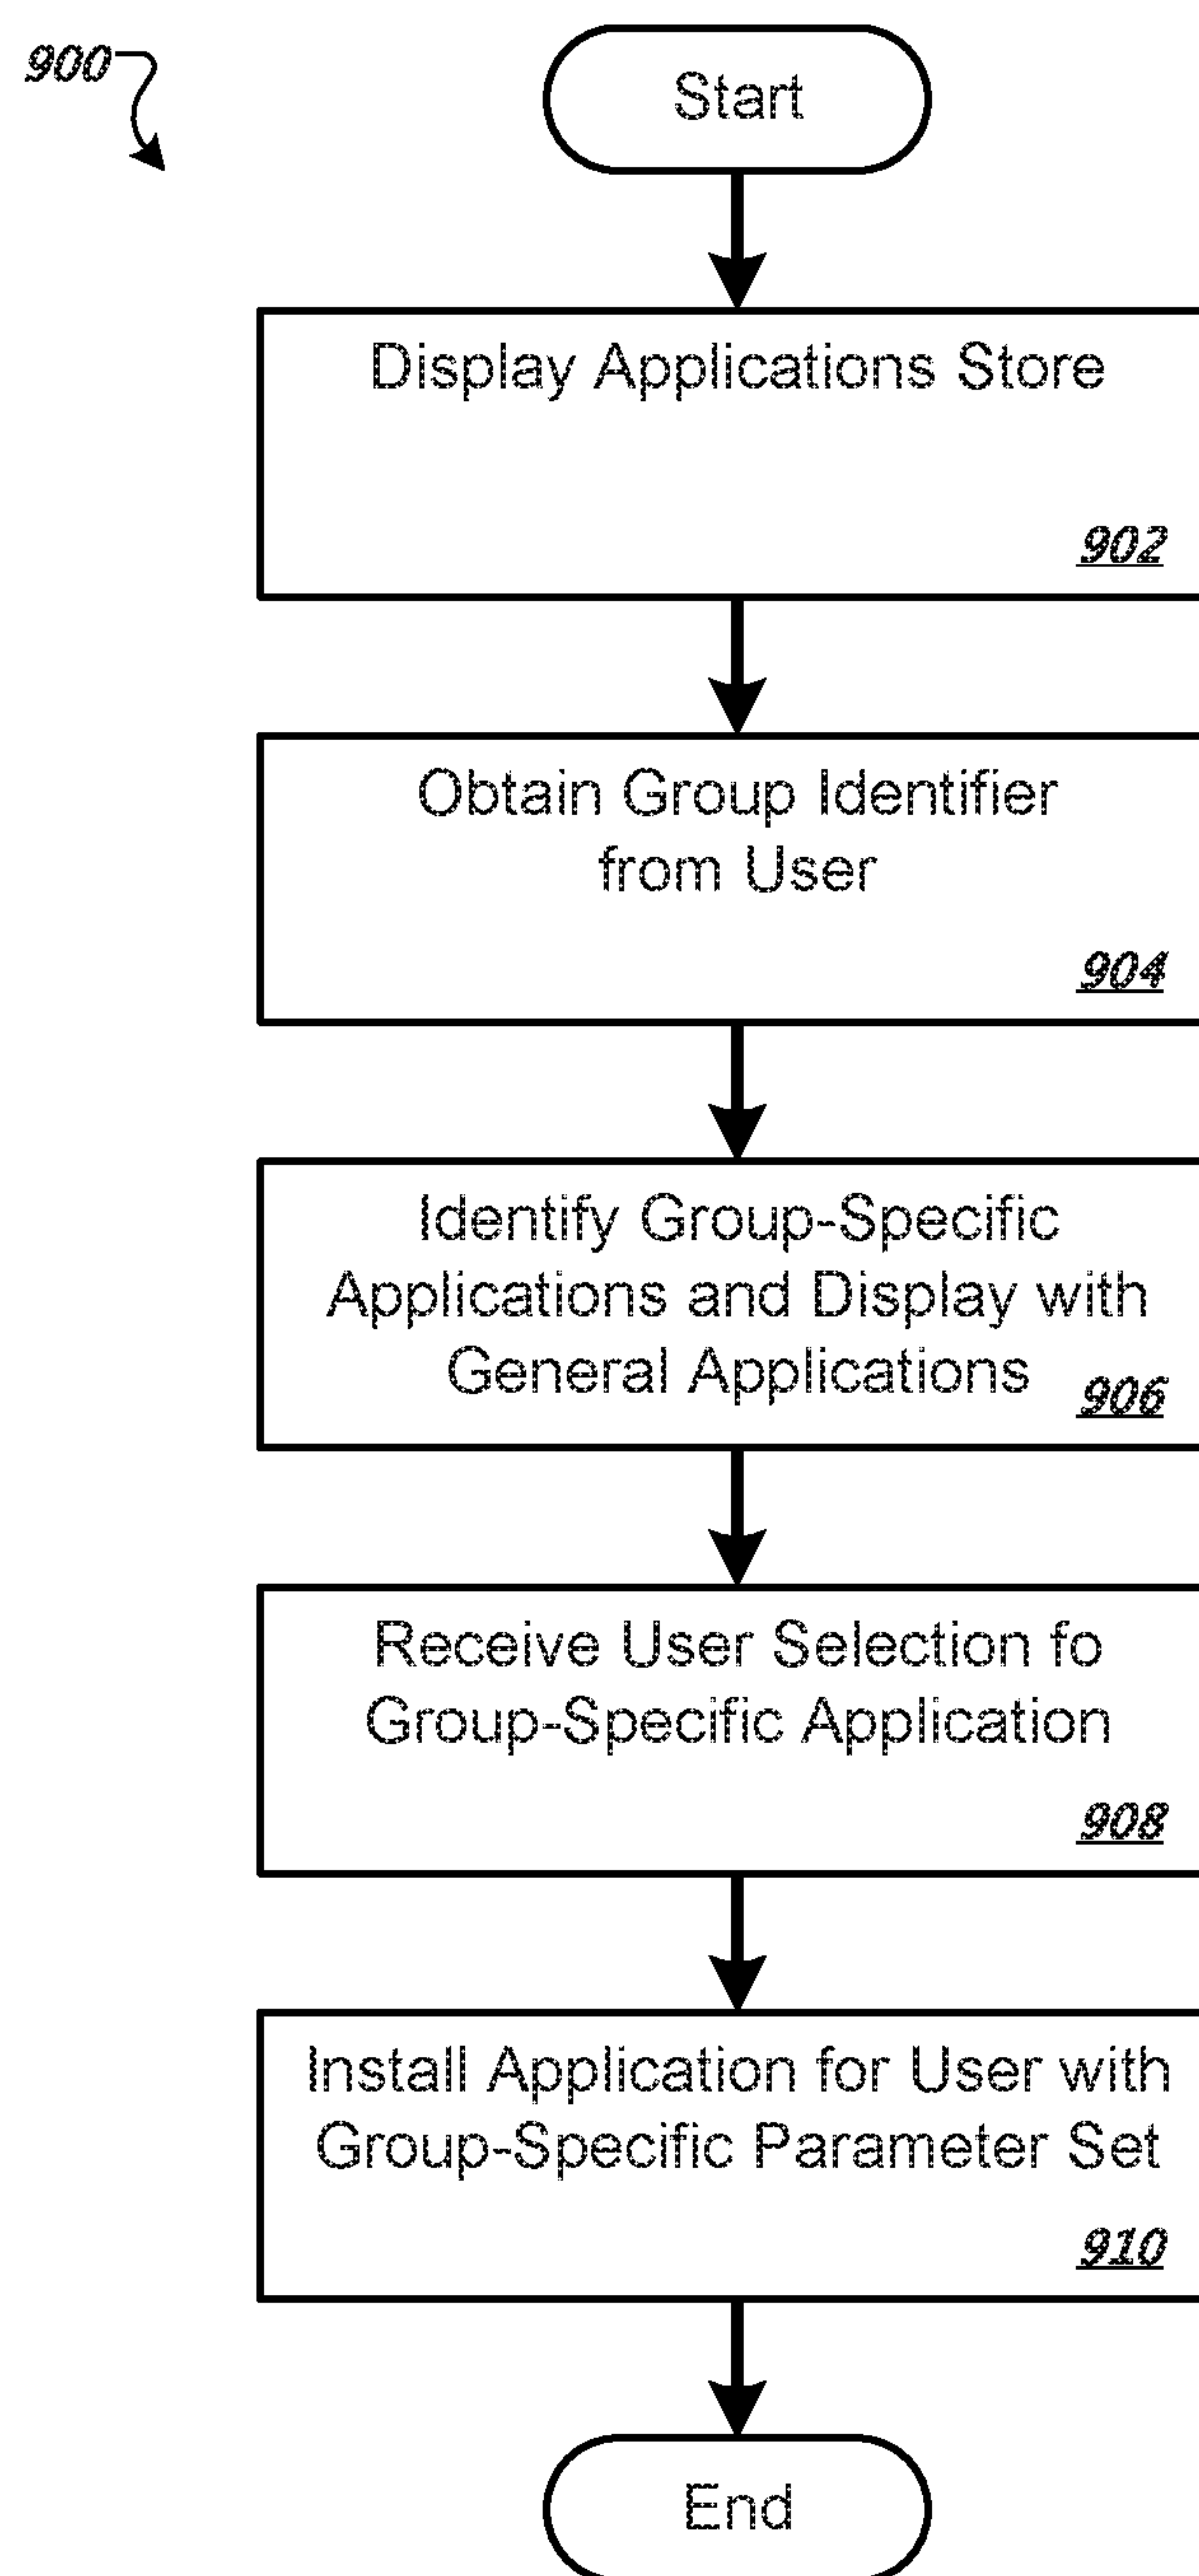 900
Start
Display Applications Store
902
Obtain Group Identifier
from User
904
Identify Group-Specific
Applications and Display with
General Applications
906
Receive User Selection fo
Group-Specific Application
908
Install Application for User with
Group-Specific Parameter Set
910
End